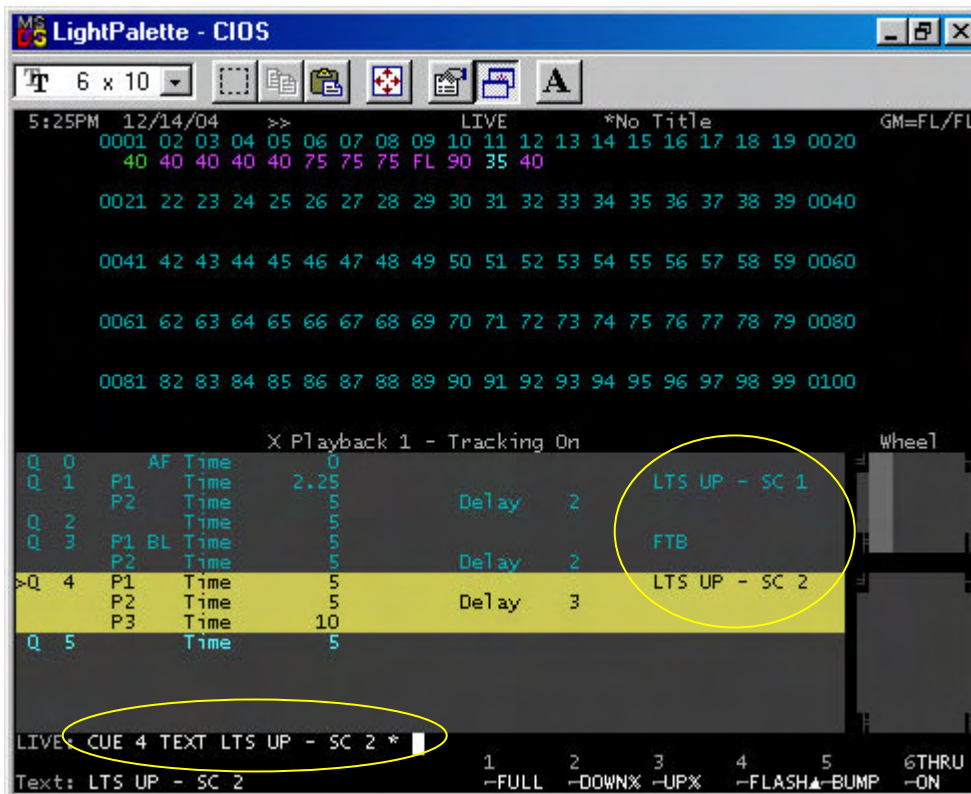 LightPalette - CIOS
6 x 10
A
5:25PM 12/14/04 >> LIVE *No Title GM=FL/FL
0001 02 03 04 05 06 07 08 09 10 11 12 13 14 15 16 17 18 19 0020
40 40 40 40 40 75 75 75 FL 90 35 40
0021 22 23 24 25 26 27 28 29 30 31 32 33 34 35 36 37 38 39 0040
0041 42 43 44 45 46 47 48 49 50 51 52 53 54 55 56 57 58 59 0060
0061 62 63 64 65 66 67 68 69 70 71 72 73 74 75 76 77 78 79 0080
0081 82 83 84 85 86 87 88 89 90 91 92 93 94 95 96 97 98 99 0100
X Playback 1 - Tracking On Wheel
Q 0 AF Time 0
Q 1 P1 Time 2.25 LTS UP - SC 1
P2 Time 5 Delay 2
Q 2 Time 5
Q 3 P1 BL Time 5 FTB
P2 Time 5 Delay 2
>Q 4 P1 Time 5 LTS UP - SC 2
P2 Time 5 Delay 3
P3 Time 10
Q 5 Time 5
LIVE: CUE 4 TEXT LTS UP - SC 2 *
1 2 3 4 5 6THRU
Text: LTS UP - SC 2 ⌐FULL ⌐DOWN% ⌐UP% ⌐FLASH▲⌐BUMP ⌐ON